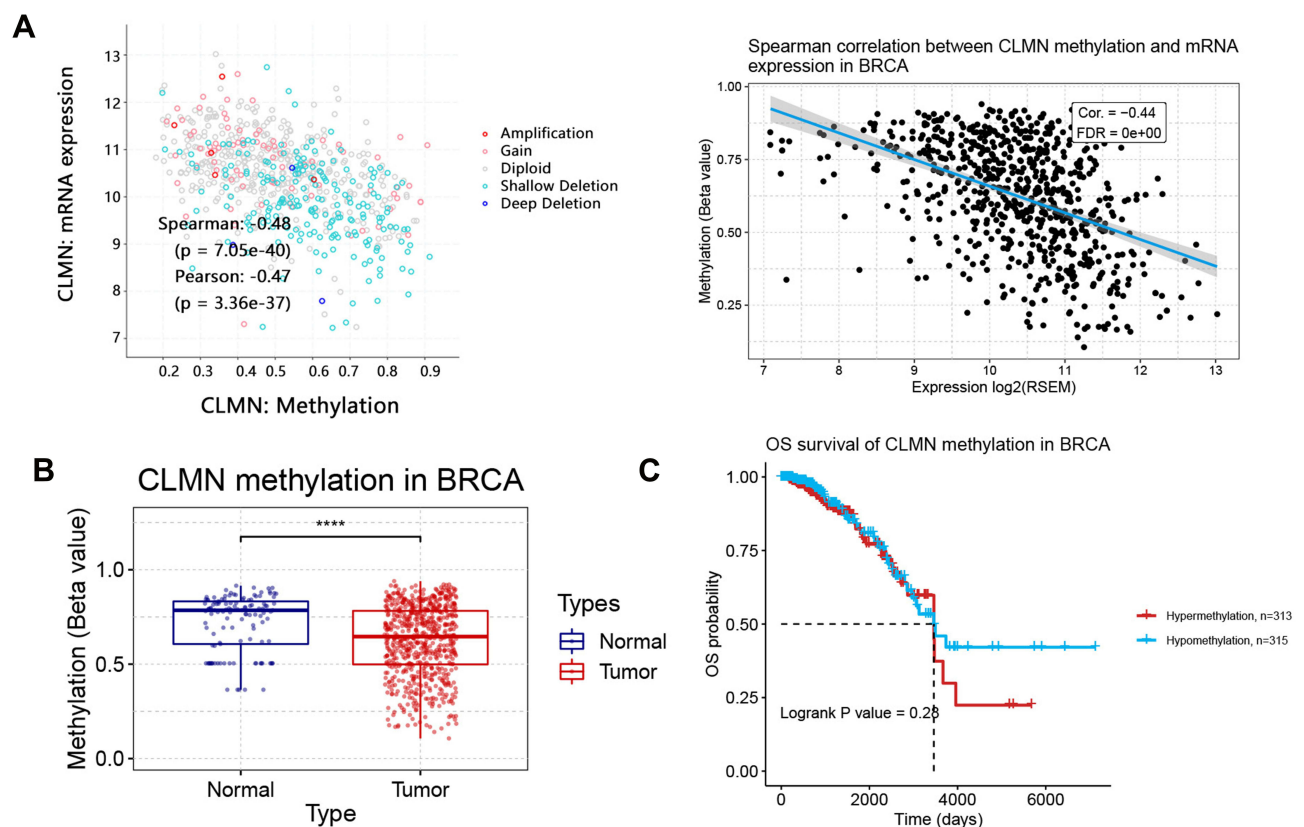 A
CLMN: mRNA expression
13
12
11
10
9
8
7
Spearman: -0.48
(p = 7.05e-40)
Pearson: -0.47
(p = 3.36e-37)
0.2 0.3 0.4 0.5 0.6 0.7 0.8 0.9
CLMN: Methylation
Amplification
Gain
Diploid
Shallow Deletion
Deep Deletion
Spearman correlation between CLMN methylation and mRNA
expression in BRCA
Methylation (Beta value)
1.00
0.75
0.50
0.25
Cor. = −0.44
FDR = 0e+00
7 8 9 10 11 12 13
Expression log2(RSEM)
B
CLMN methylation in BRCA
Methylation (Beta value)
1.0
0.5
0.0
****
Normal Tumor
Type
Types
Normal
Tumor
C
OS survival of CLMN methylation in BRCA
OS probability
1.00
0.75
0.50
0.25
0.00
Logrank P value = 0.28
0 2000 4000 6000
Time (days)
Hypermethylation, n=313
Hypomethylation, n=315